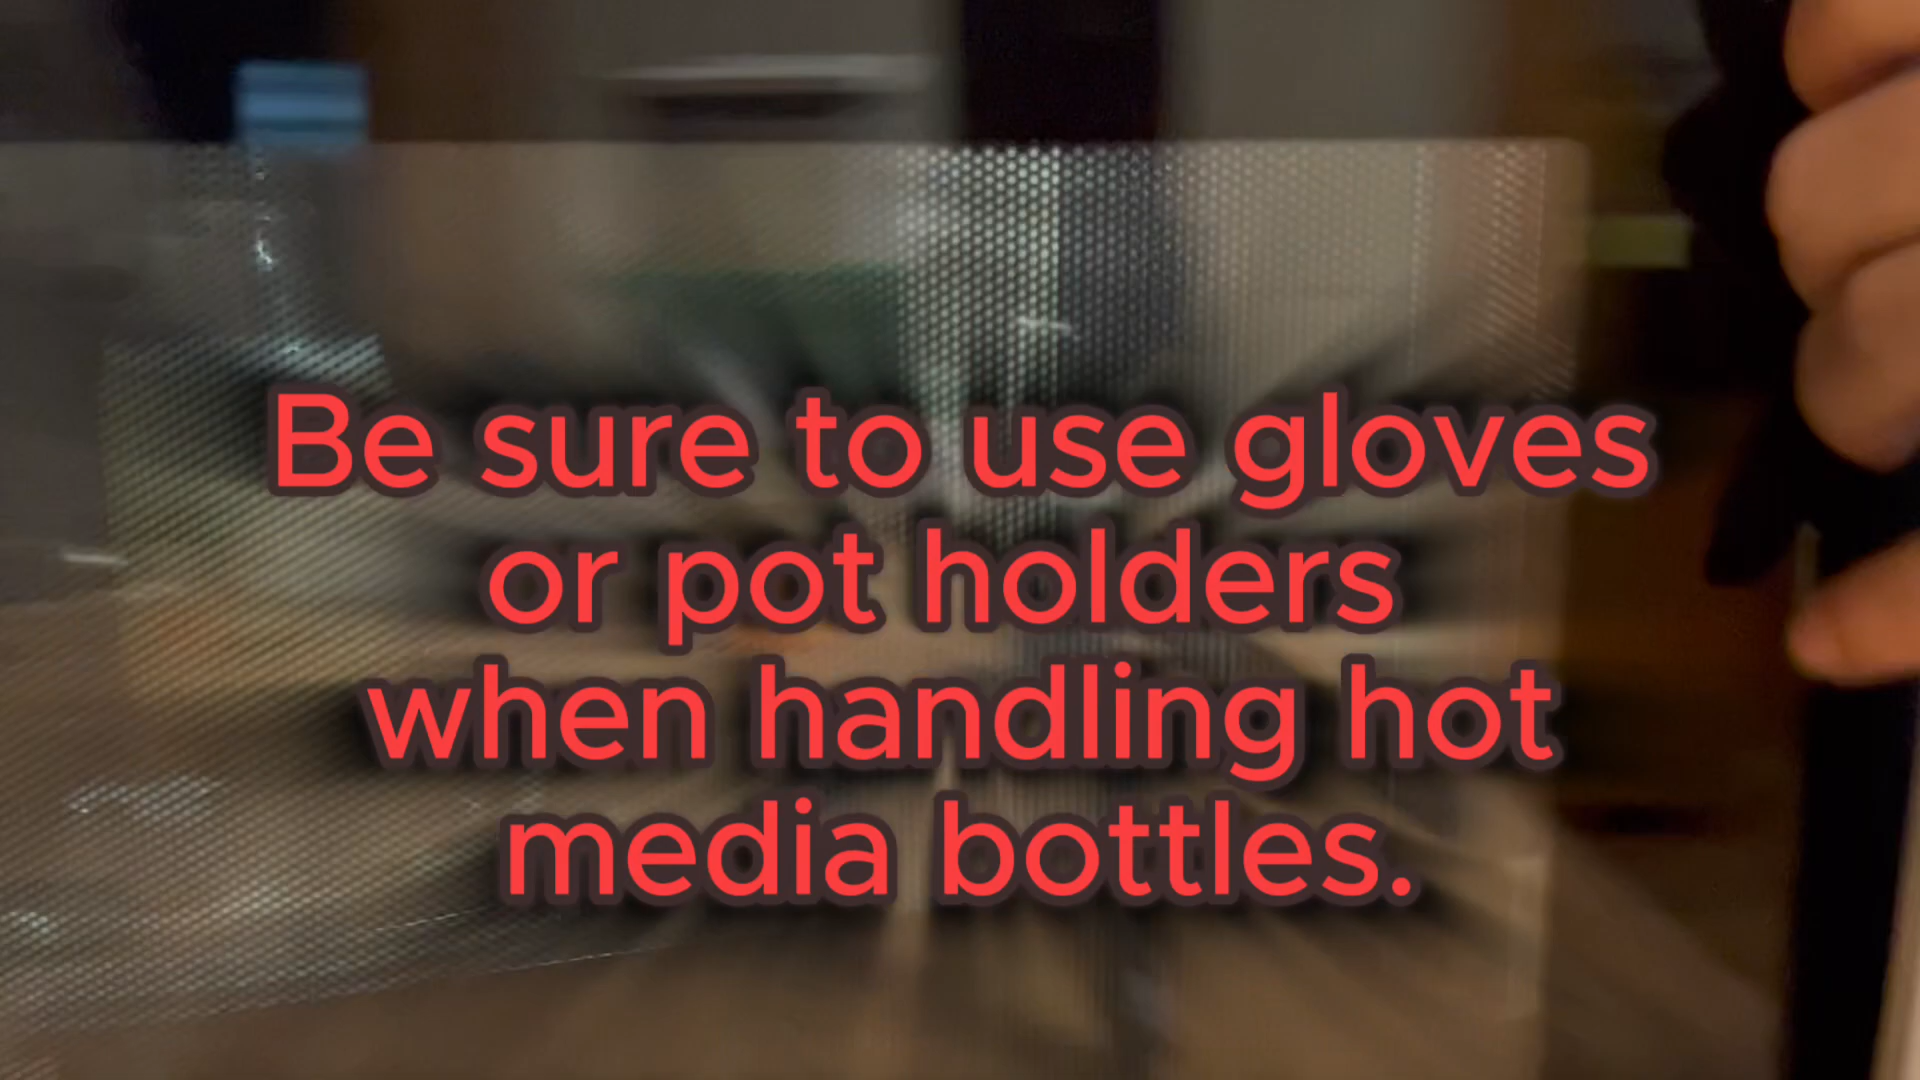 Be sure to use gloves
or pot holders
when handling hot
media bottles.